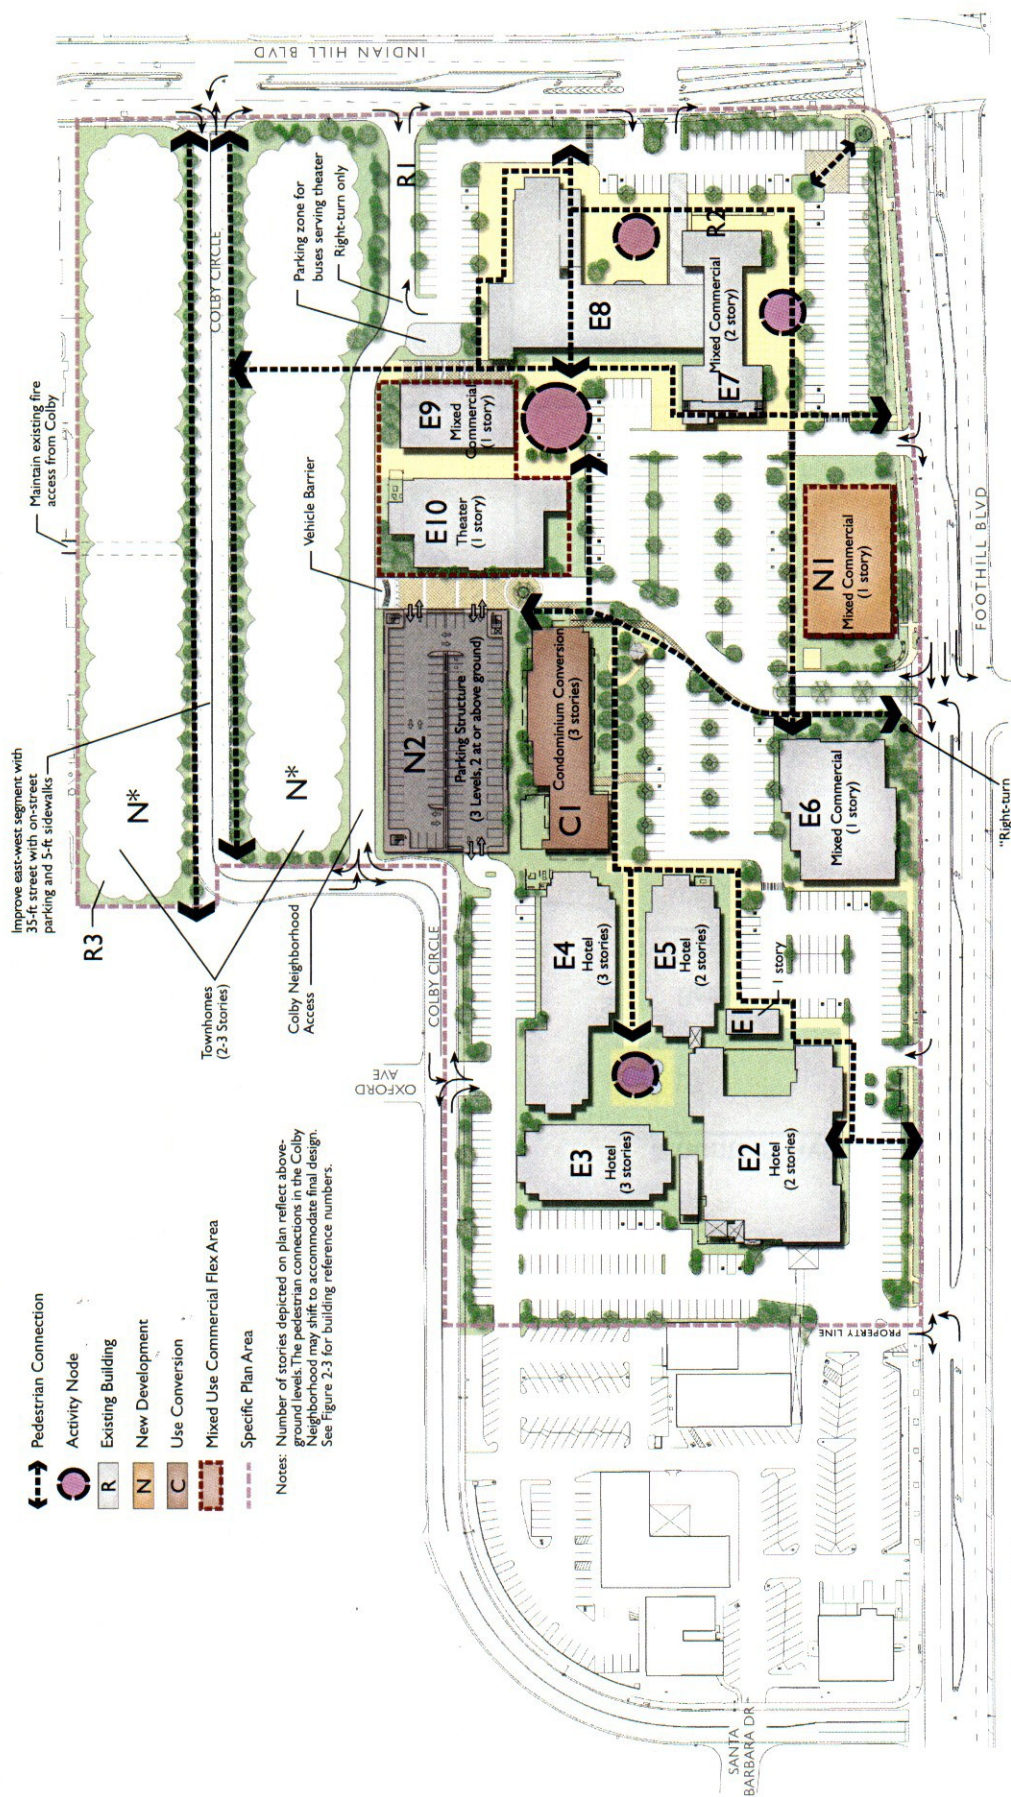 Pedestrian Connection
Activity Node
R Existing Building
N New Development
C Use Conversion
Mixed Use Commercial Flex Area
Specific Plan Area
Notes: Number of stories depicted on plan reflect above-
ground levels. The pedestrian connections in the Colby
Neighborhood may shift to accommodate final design.
See Figure 2-3 for building reference numbers.
Improve east-west segment with
35-ft street with on-street
parking and 5-ft sidewalks
Maintain existing fire
access from Colby
R3
N*
COLBY CIRCLE
INDIAN HILL BLVD
Townhomes
(2-3 Stories)
N*
Colby Neighborhood
Access
Vehicle Barrier
Parking zone for
buses serving theater
Right-turn only
R1
OXFORD
AVE
COLBY CIRCLE
N2
Parking Structure
(3 Levels, 2 at or above ground)
E10
Theater
(1 story)
E9
Mixed
Commercial
(1 story)
E3
Hotel
(3 stories)
E4
Hotel
(3 stories)
C1
Condominium Conversion
(3 stories)
E8
E5
Hotel
(2 stories)
R2
E2
Hotel
(2 stories)
E1
1 story
E7
Mixed Commercial
(2 story)
E6
Mixed Commercial
(1 story)
N1
Mixed Commercial
(1 story)
PROPERTY LINE
SANTA
BARBARA DR
FOOTHILL BLVD
"Right-turn